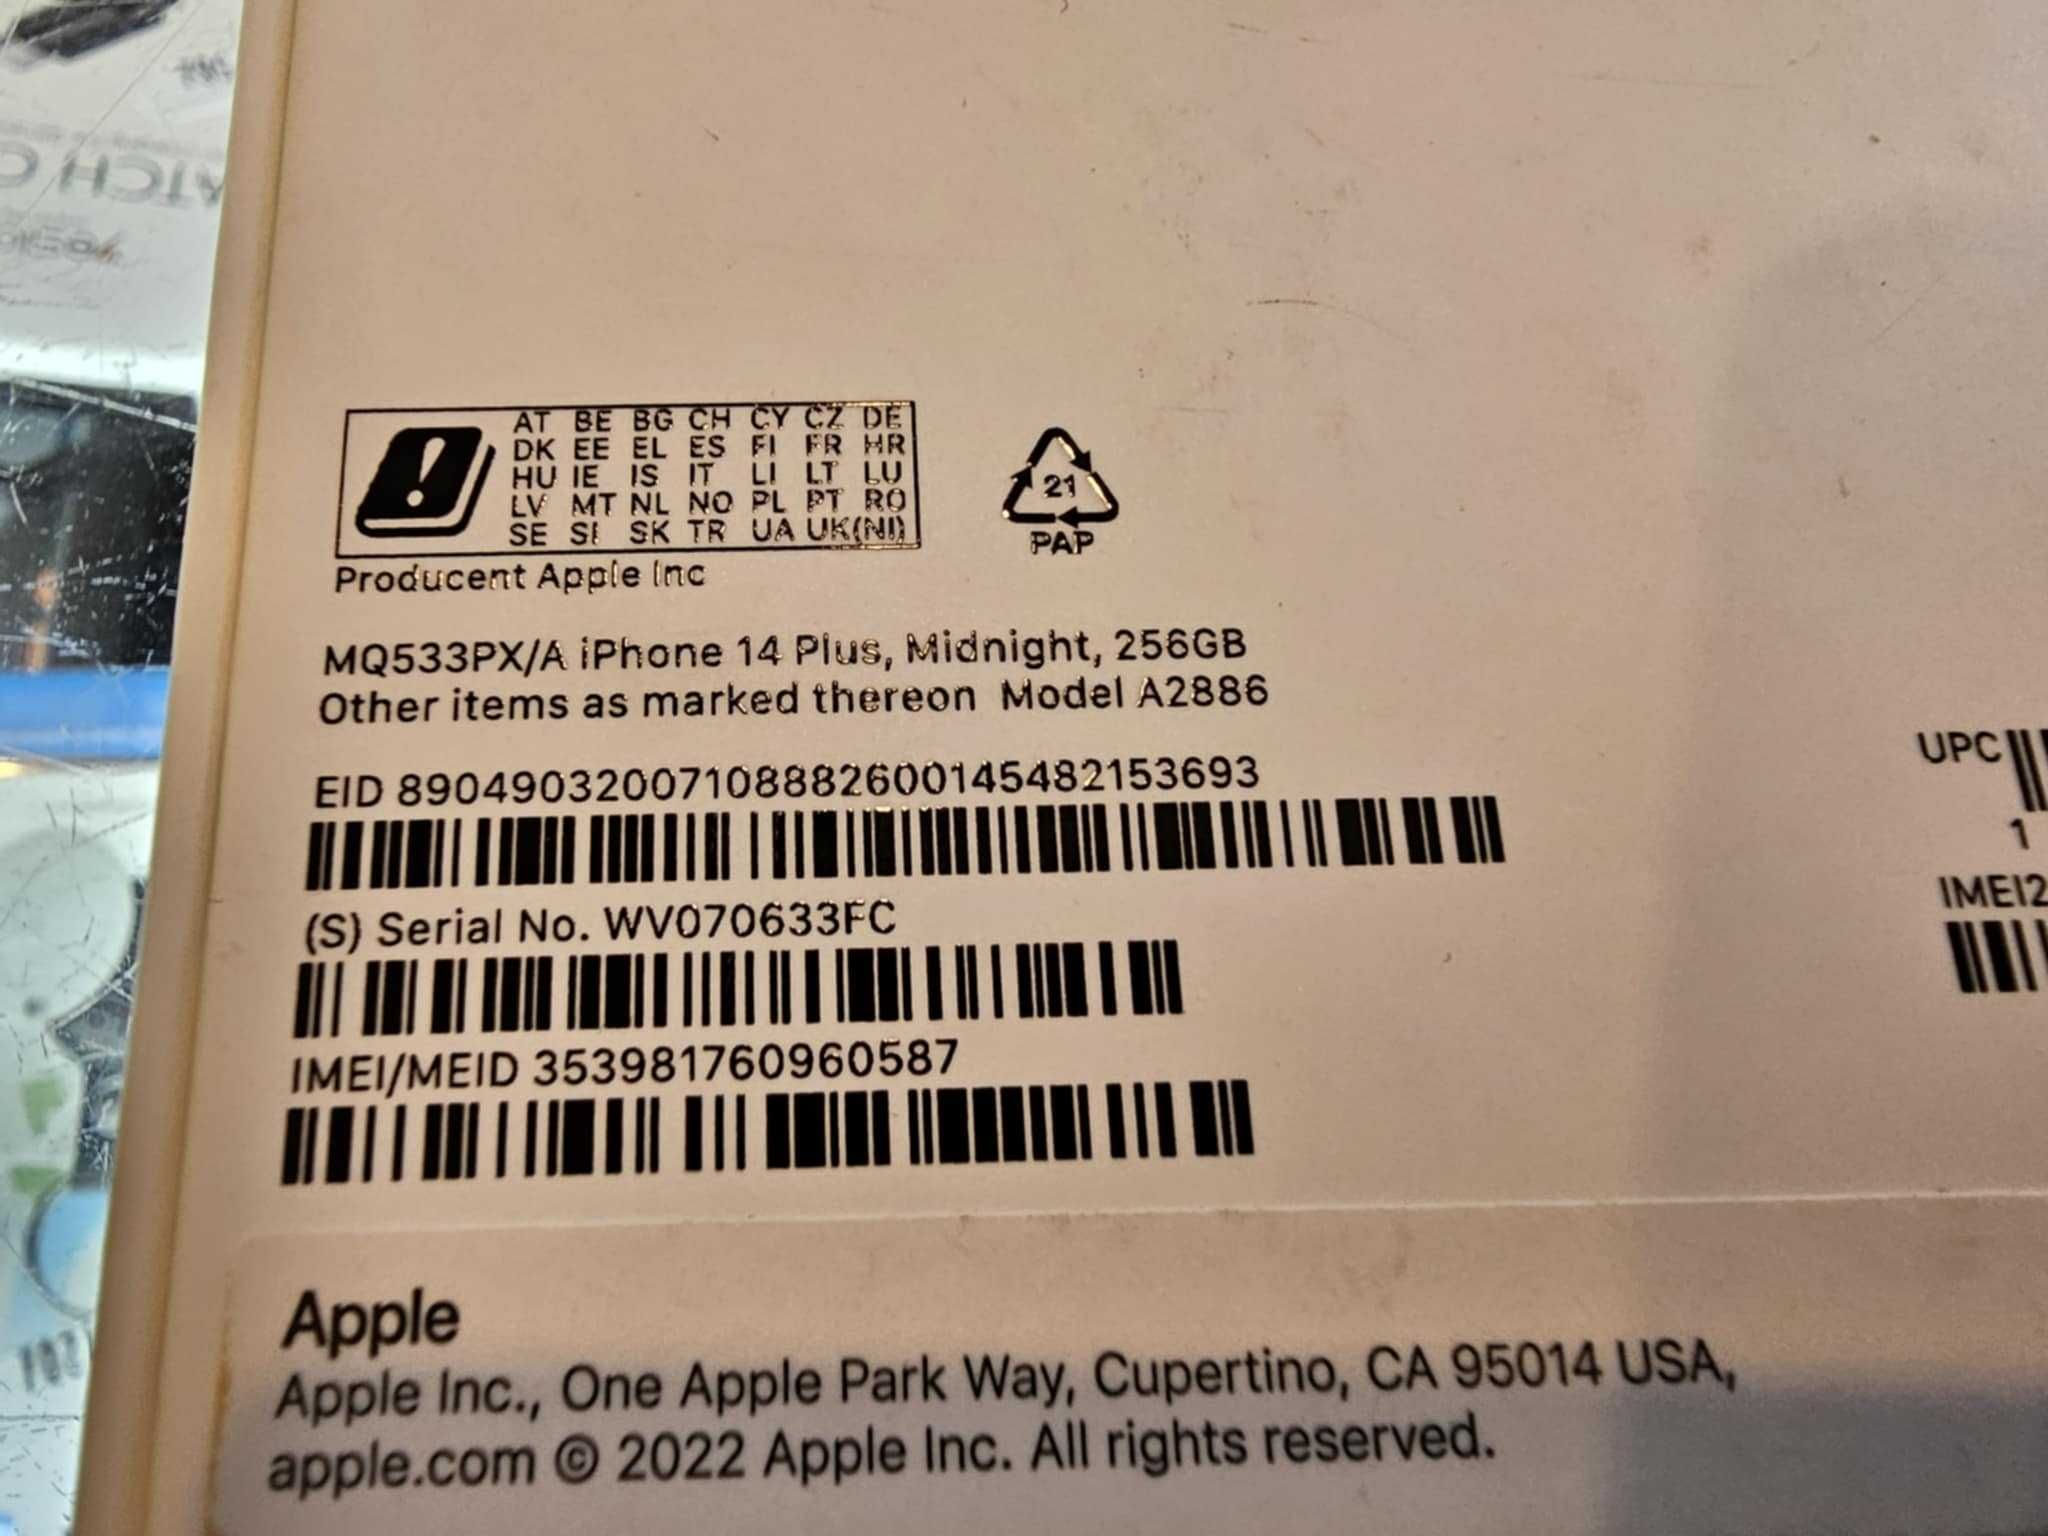 AT BE BG CH CY CZ DE
DK EE EL ES FI FR HR
HU IE IS IT LI LT LU
LV MT NL NO PL PT RO
SE SI SK TR UA UK(NI)
21
PAP
Producent Apple Inc
MQ533PX/A iPhone 14 Plus, Midnight, 256GB
Other items as marked thereon Model A2886
EID 89049032007108882600145482153693
UPC
1
(S) Serial No. WV070633FC
IMEI2
IMEI/MEID 353981760960587
Apple
Apple Inc., One Apple Park Way, Cupertino, CA 95014 USA,
apple.com © 2022 Apple Inc. All rights reserved.